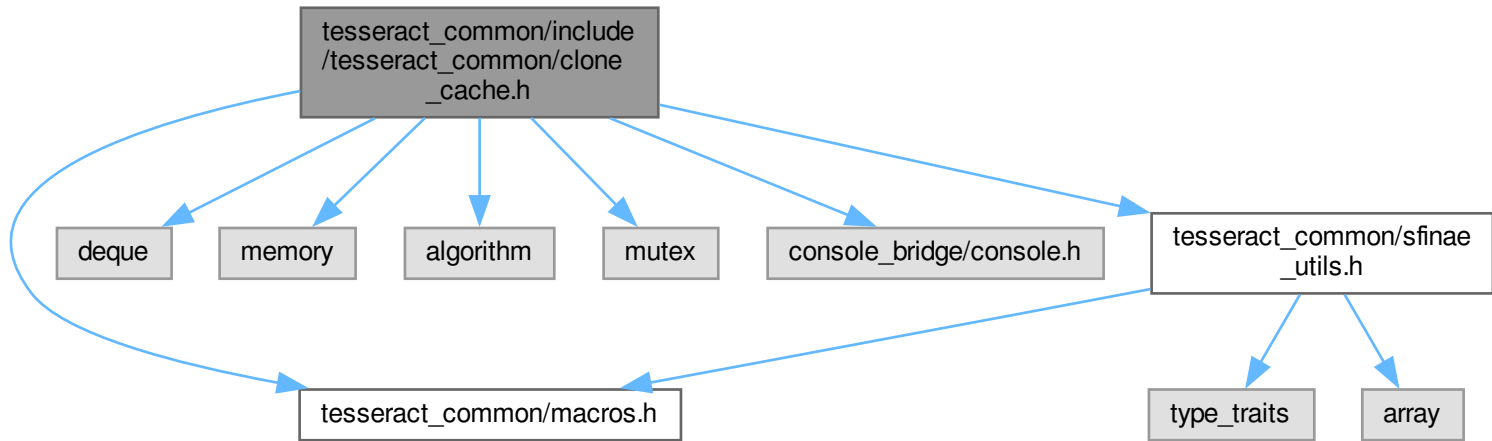 tesseract_common/include
/tesseract_common/clone
_cache.h
deque
memory
algorithm
mutex
console_bridge/console.h
tesseract_common/sfinae
_utils.h
tesseract_common/macros.h
type_traits
array